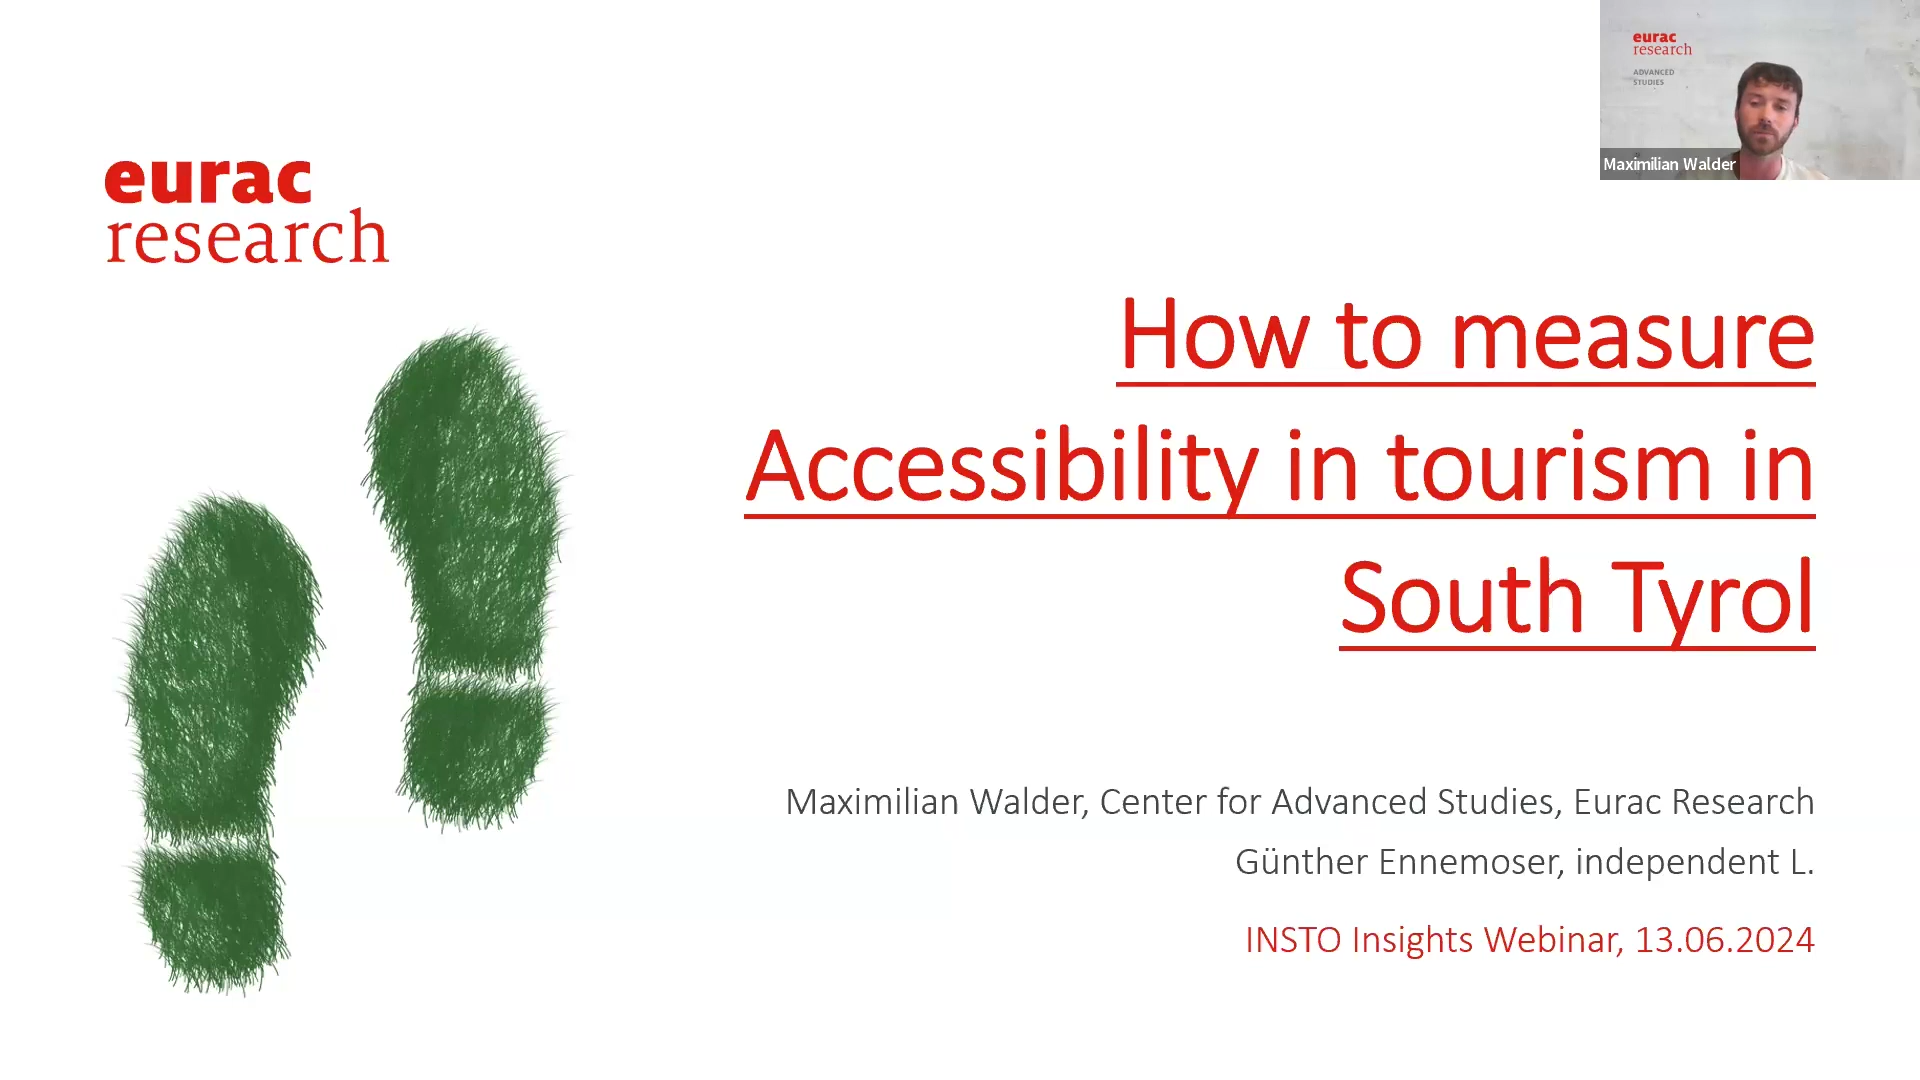 eurac
research
ADVANCED
STUDIES
Maximilian Walder
eurac
research
How to measure
Accessibility in tourism in
South Tyrol
Maximilian Walder, Center for Advanced Studies, Eurac Research
Günther Ennemoser, independent L.
INSTO Insights Webinar, 13.06.2024